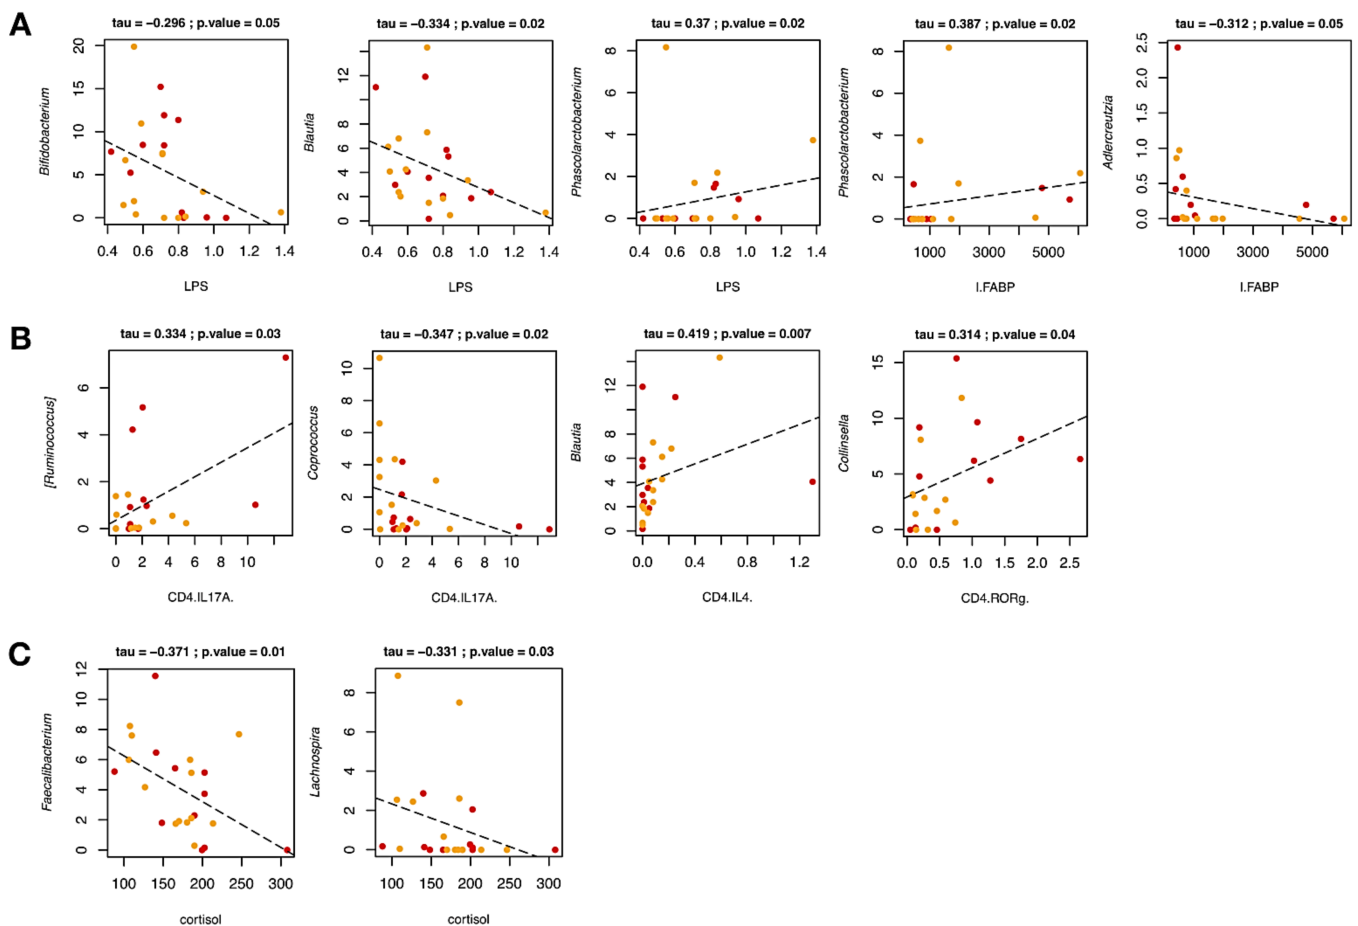 A
tau = −0.296 ; p.value = 0.05
Bifidobacterium
20
15
10
5
0
0.4 0.6 0.8 1.0 1.2 1.4
LPS
tau = −0.334 ; p.value = 0.02
Blautia
12
8
6
4
2
0
0.4 0.6 0.8 1.0 1.2 1.4
LPS
tau = 0.37 ; p.value = 0.02
Phascolarctobacterium
8
6
4
2
0
0.4 0.6 0.8 1.0 1.2 1.4
LPS
tau = 0.387 ; p.value = 0.02
Phascolarctobacterium
8
6
4
2
0
1000 3000 5000
I.FABP
tau = −0.312 ; p.value = 0.05
Adlercreutzia
2.5
2.0
1.5
1.0
0.5
0.0
1000 3000 5000
I.FABP
B
tau = 0.334 ; p.value = 0.03
[Ruminococcus]
6
4
2
0
0 2 4 6 10
CD4.IL17A.
tau = −0.347 ; p.value = 0.02
Coprococcus
10
8
6
4
2
0
0 2 4 6 10
CD4.IL17A.
tau = 0.419 ; p.value = 0.007
Blautia
12
8
6
4
2
0
0.0 0.4 0.8 1.2
CD4.IL4.
tau = 0.314 ; p.value = 0.04
Collinsella
15
10
5
0
0.0 0.5 1.0 1.5 2.0 2.5
CD4.RORg.
C
tau = −0.371 ; p.value = 0.01
Faecalibacterium
12
10
8
6
4
2
0
100 150 200 250 300
cortisol
tau = −0.331 ; p.value = 0.03
Lachnospira
8
6
4
2
0
100 150 200 250 300
cortisol